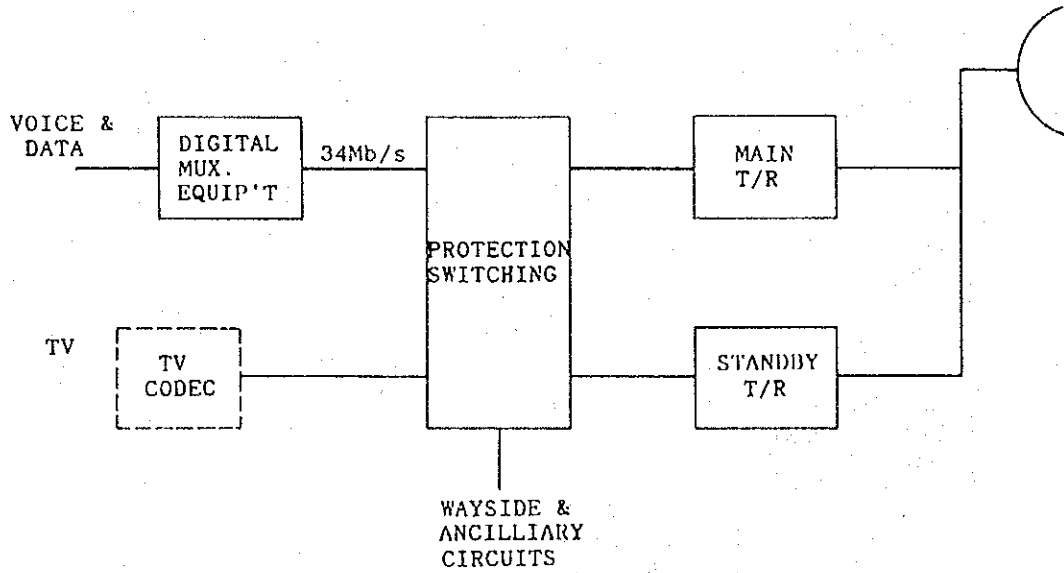 VOICE &
DATA
DIGITAL
MUX.
EQUIP'T
34Mb/s
PROTECTION
SWITCHING
MAIN
T/R
TV
TV
CODEC
STANDBY
T/R
WAYSIDE &
ANCILLIARY
CIRCUITS